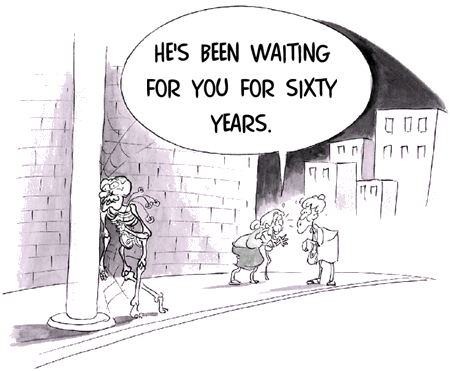 HE'S BEEN WAITING
FOR YOU FOR SIXTY
YEARS.